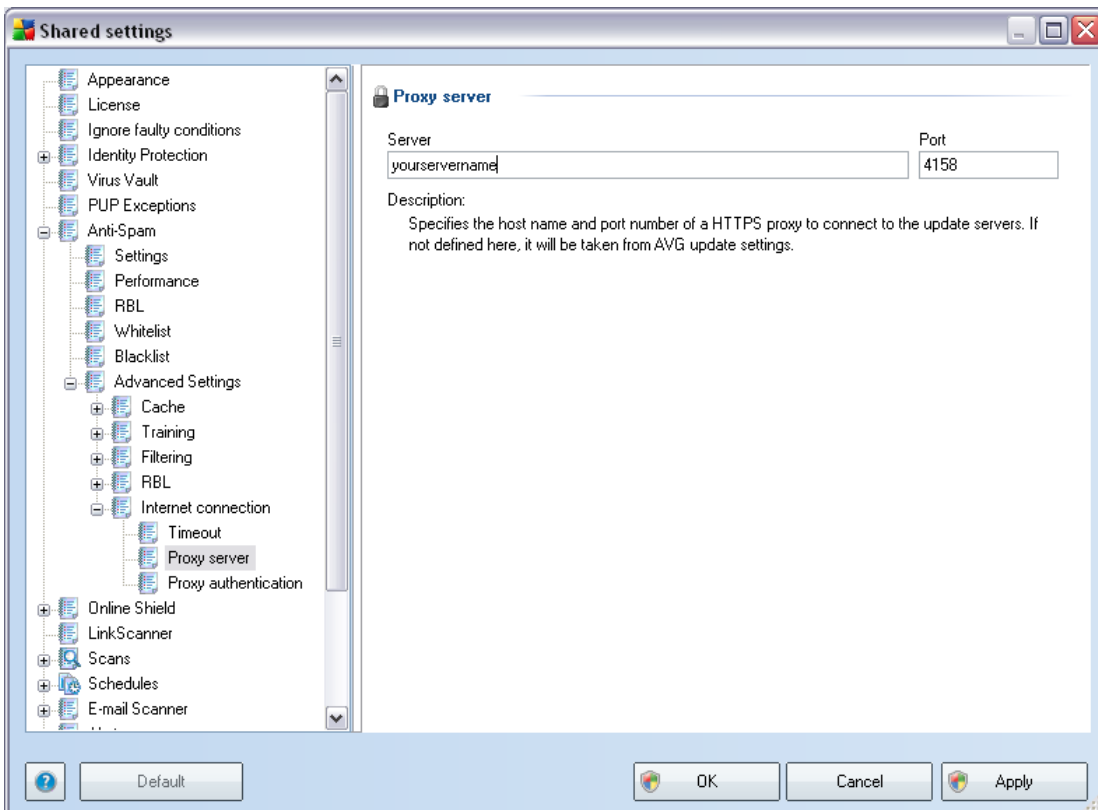 Shared settings
Appearance
License
Ignore faulty conditions
Identity Protection
Virus Vault
PUP Exceptions
Anti-Spam
Settings
Performance
RBL
Whitelist
Blacklist
Advanced Settings
Cache
Training
Filtering
RBL
Internet connection
Timeout
Proxy server
Proxy authentication
Online Shield
LinkScanner
Scans
Schedules
E-mail Scanner
Proxy server
Server
Port
yourservername
4158
Description:
Specifies the host name and port number of a HTTPS proxy to connect to the update servers. If
not defined here, it will be taken from AVG update settings.
?
Default
OK
Cancel
Apply